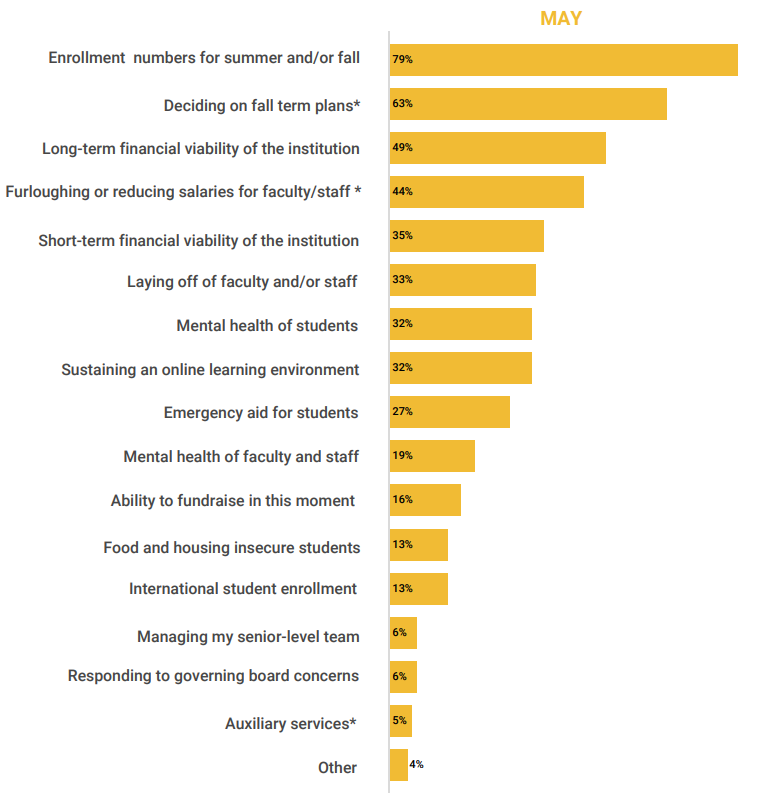 MAY
Enrollment numbers for summer and/or fall 79%
Deciding on fall term plans* 63%
Long-term financial viability of the institution 49%
Furloughing or reducing salaries for faculty/staff * 44%
Short-term financial viability of the institution 35%
Laying off of faculty and/or staff 33%
Mental health of students 32%
Sustaining an online learning environment 32%
Emergency aid for students 27%
Mental health of faculty and staff 19%
Ability to fundraise in this moment 16%
Food and housing insecure students 13%
International student enrollment 13%
Managing my senior-level team 6%
Responding to governing board concerns 6%
Auxiliary services* 5%
Other 4%